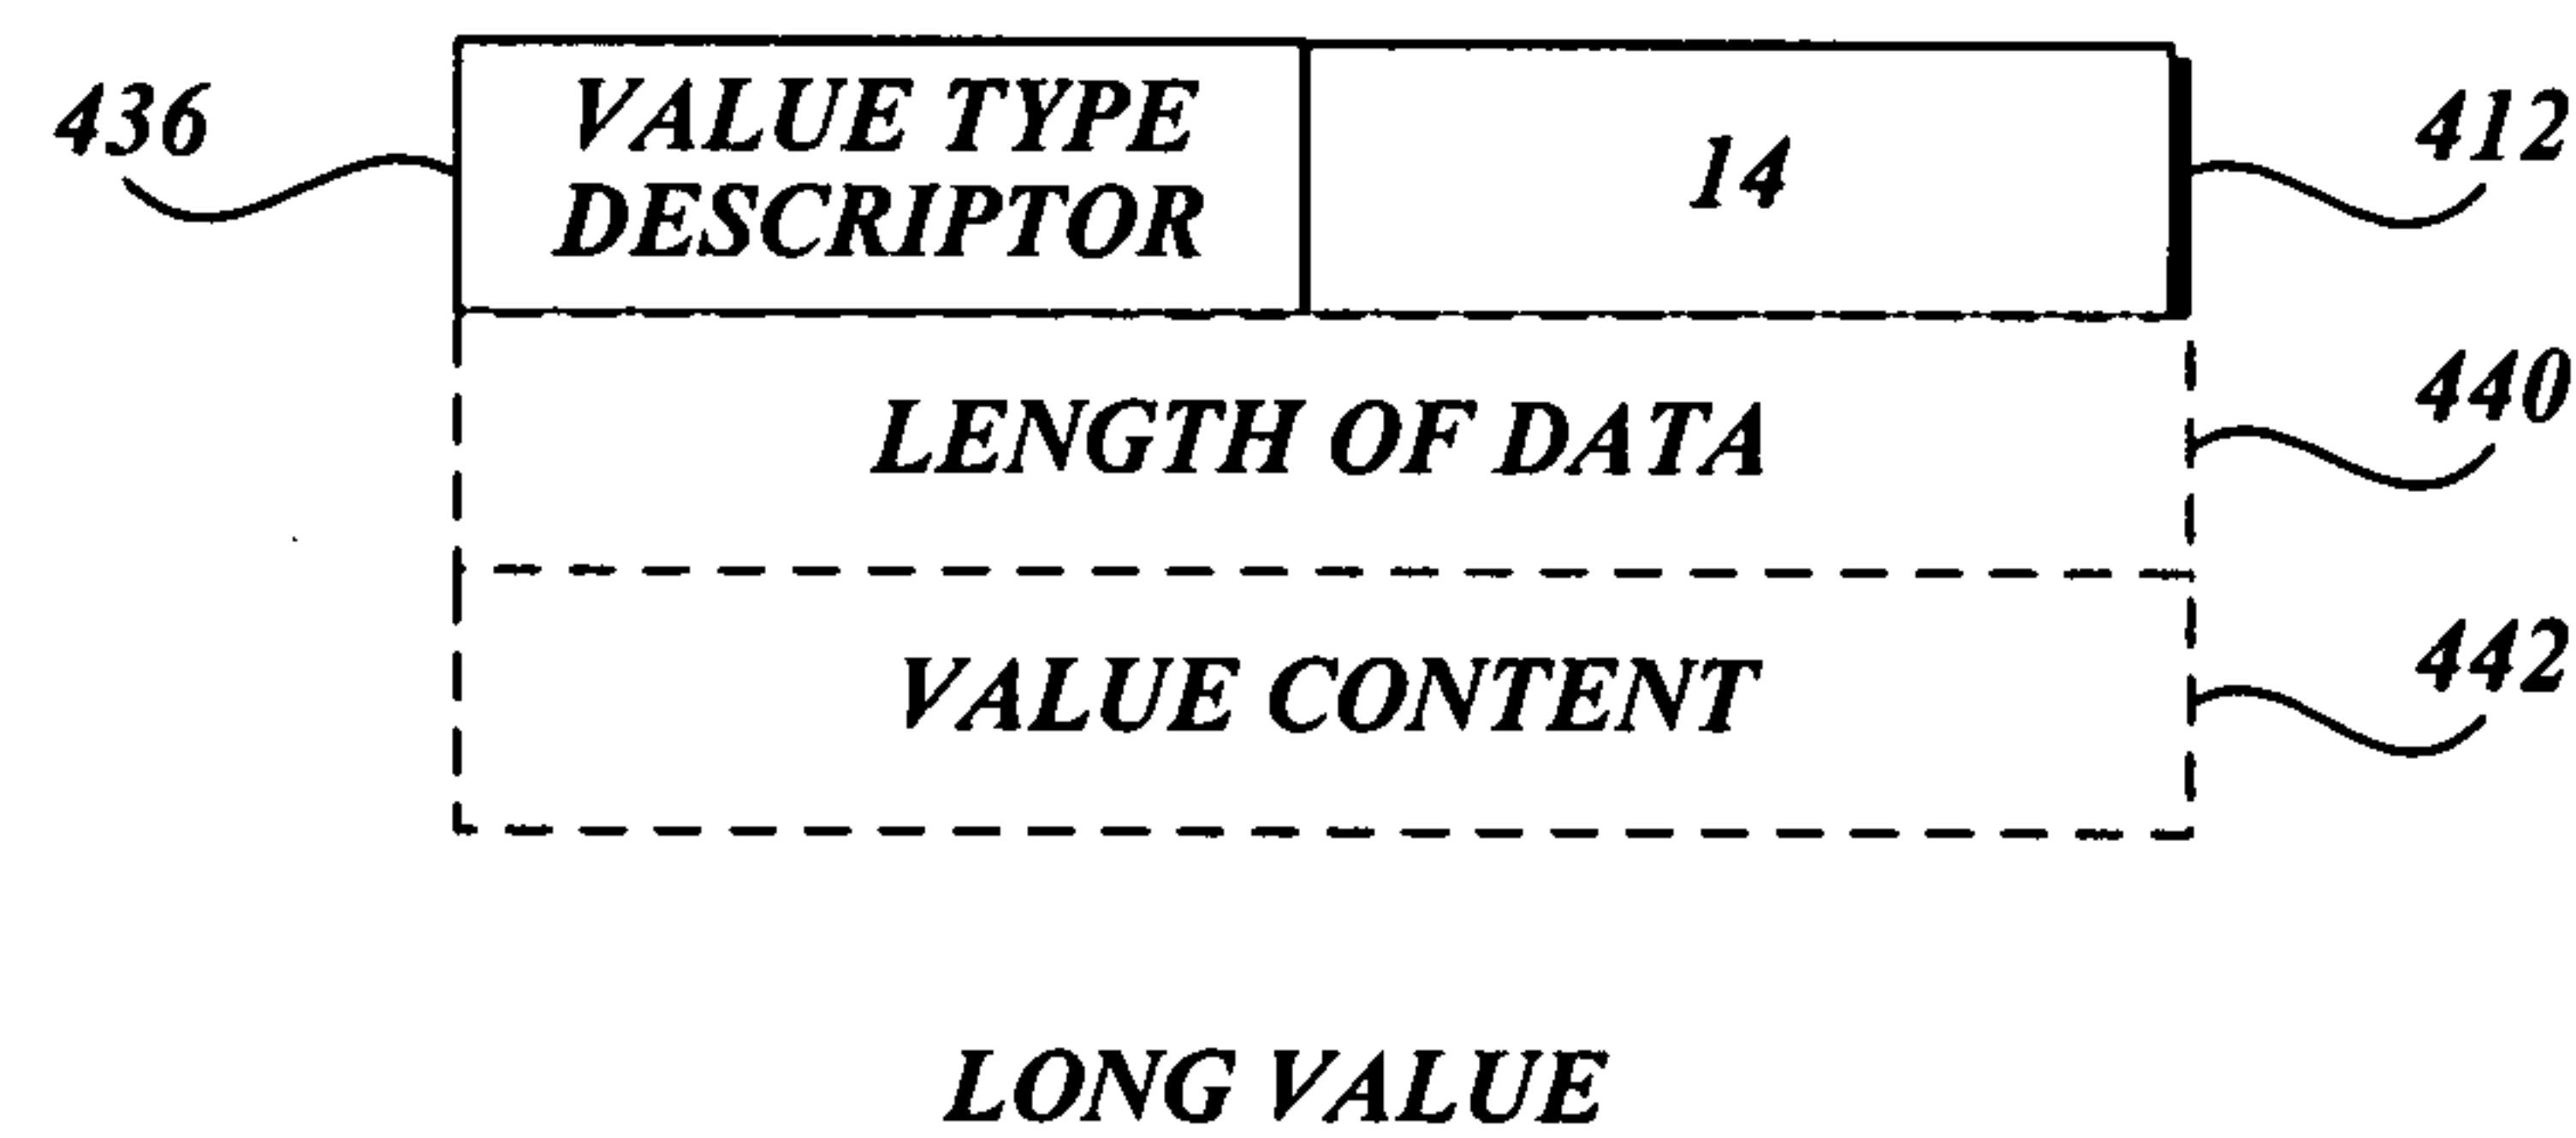 436
VALUE TYPE
DESCRIPTOR
14
412
LENGTH OF DATA
440
VALUE CONTENT
442
LONG VALUE